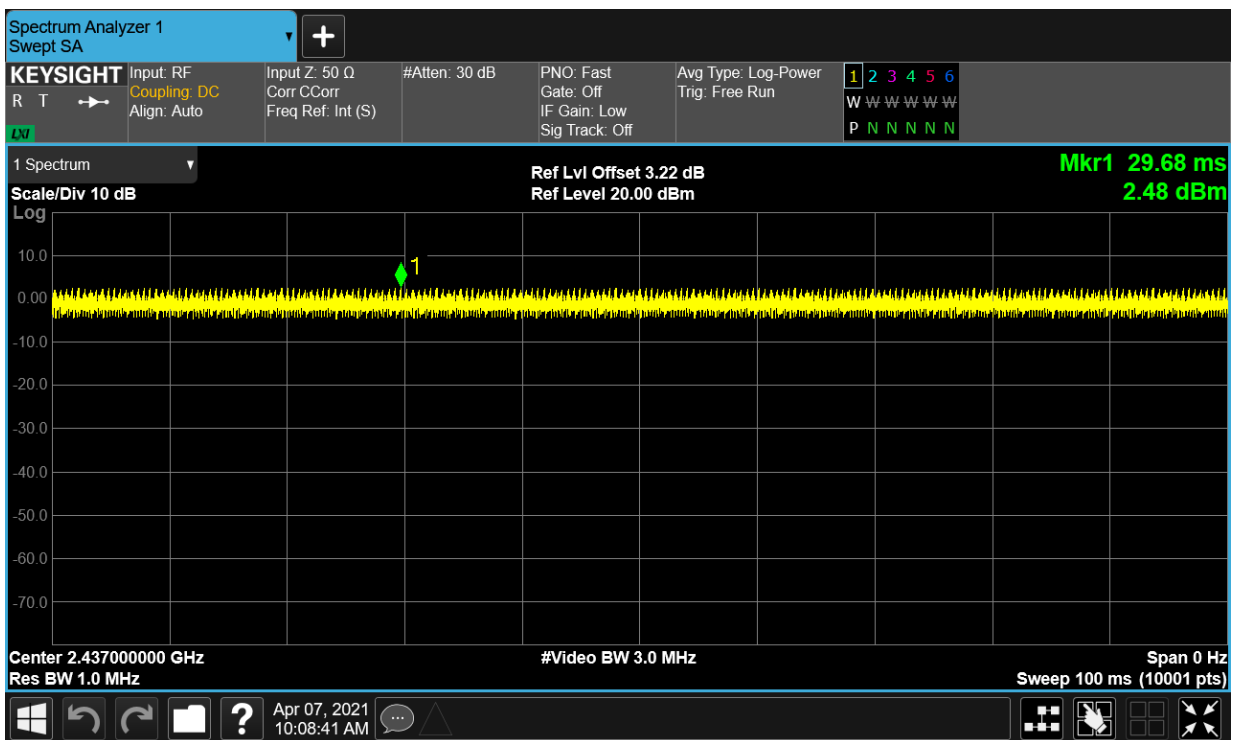 Spectrum Analyzer 1
Swept SA
KEYSIGHT
R T
LXI
Input: RF
Coupling: DC
Align: Auto
Input Z: 50 Ω
Corr CCorr
Freq Ref: Int (S)
#Atten: 30 dB
PNO: Fast
Gate: Off
IF Gain: Low
Sig Track: Off
Avg Type: Log-Power
Trig: Free Run
1 2 3 4 5 6
W W W W W W
P N N N N N
1 Spectrum
Scale/Div 10 dB
Log
Ref Lvl Offset 3.22 dB
Ref Level 20.00 dBm
Mkr1 29.68 ms
2.48 dBm
10.0
1
0.00
-10.0
-20.0
-30.0
-40.0
-50.0
-60.0
-70.0
Center 2.437000000 GHz
Res BW 1.0 MHz
#Video BW 3.0 MHz
Span 0 Hz
Sweep 100 ms (10001 pts)
?
Apr 07, 2021
10:08:41 AM